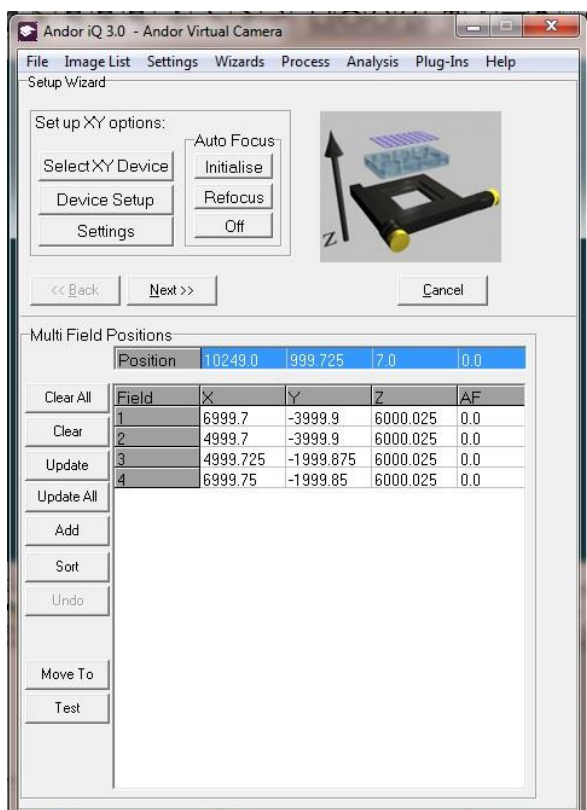 Andor iQ 3.0 - Andor Virtual Camera
File Image List Settings Wizards Process Analysis Plug-Ins Help
Setup Wizard
Set up XY options:
Select XY Device
Device Setup
Settings
Auto Focus
Initialise
Refocus
Off
Z
<< Back Next >> Cancel
Multi Field Positions
Position 10249.0 999.725 7.0 0.0
Clear All
Clear
Update
Update All
Add
Sort
Undo
Move To
Test
Field X Y Z AF
1 6999.7 -3999.9 6000.025 0.0
2 4999.7 -3999.9 6000.025 0.0
3 4999.725 -1999.875 6000.025 0.0
4 6999.75 -1999.85 6000.025 0.0